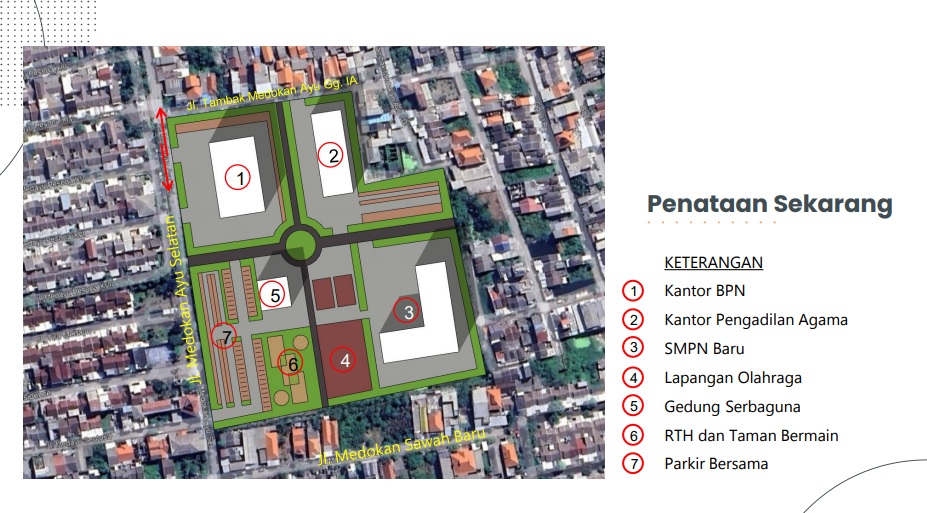 Jl. Tambak Medokan Ayu Gg. IA
1
2
Jl. Medokan Ayu Selatan
5
3
7
6
4
Jl. Medokan Sawah Baru
Penataan Sekarang
KETERANGAN
1 Kantor BPN
2 Kantor Pengadilan Agama
3 SMPN Baru
4 Lapangan Olahraga
5 Gedung Serbaguna
6 RTH dan Taman Bermain
7 Parkir Bersama